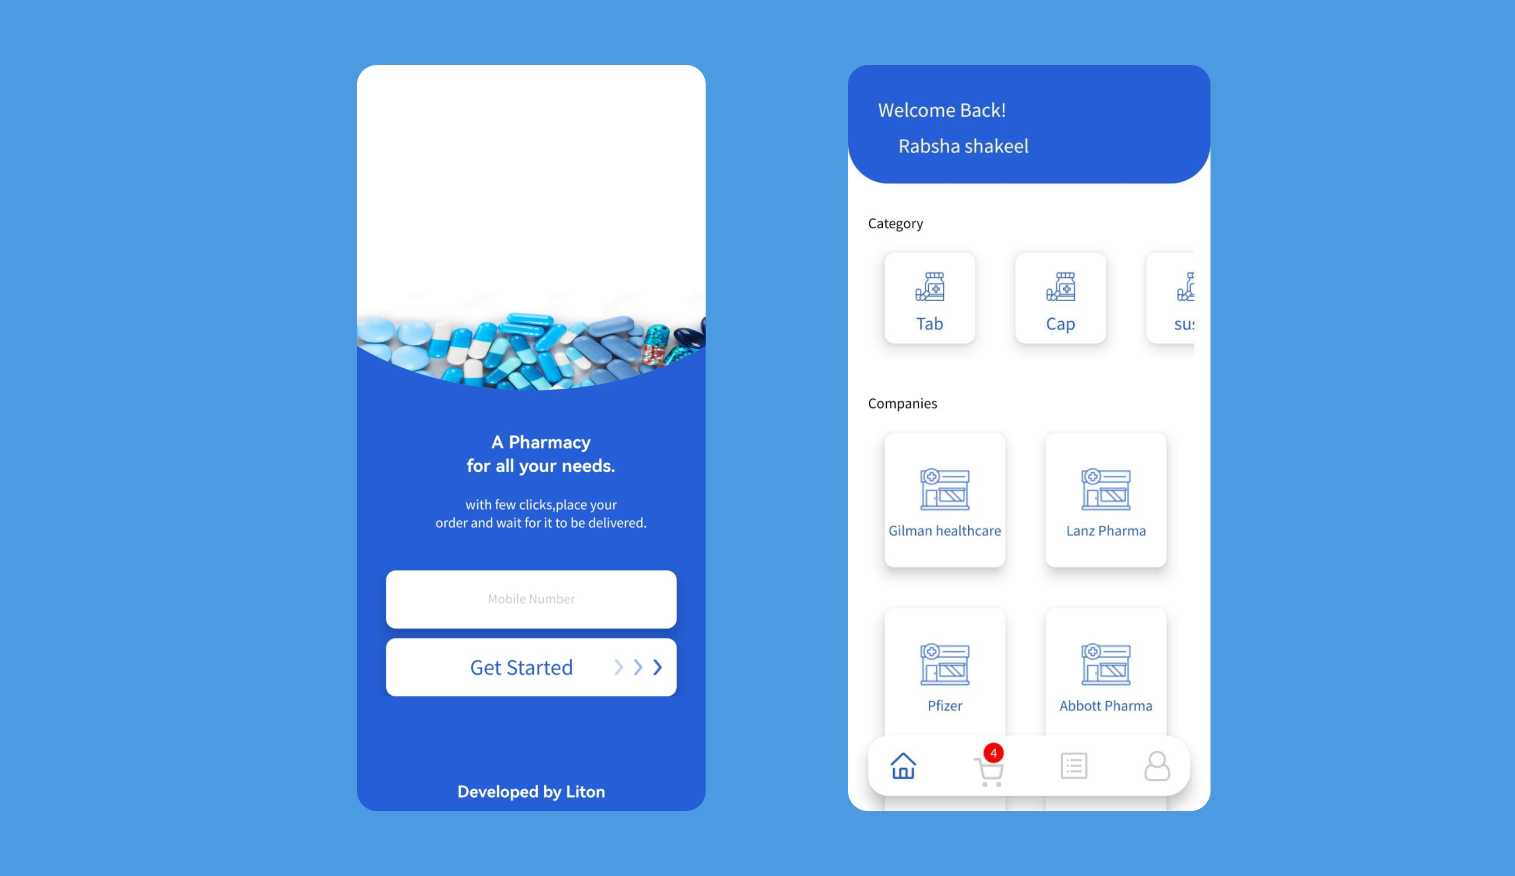 A Pharmacy
for all your needs.
with few clicks,place your
order and wait for it to be delivered.
Mobile Number
Get Started
Developed by Liton
Welcome Back!
Rabsha shakeel
Category
Tab
Cap
sus
Companies
Gilman healthcare
Lanz Pharma
Pfizer
Abbott Pharma
4